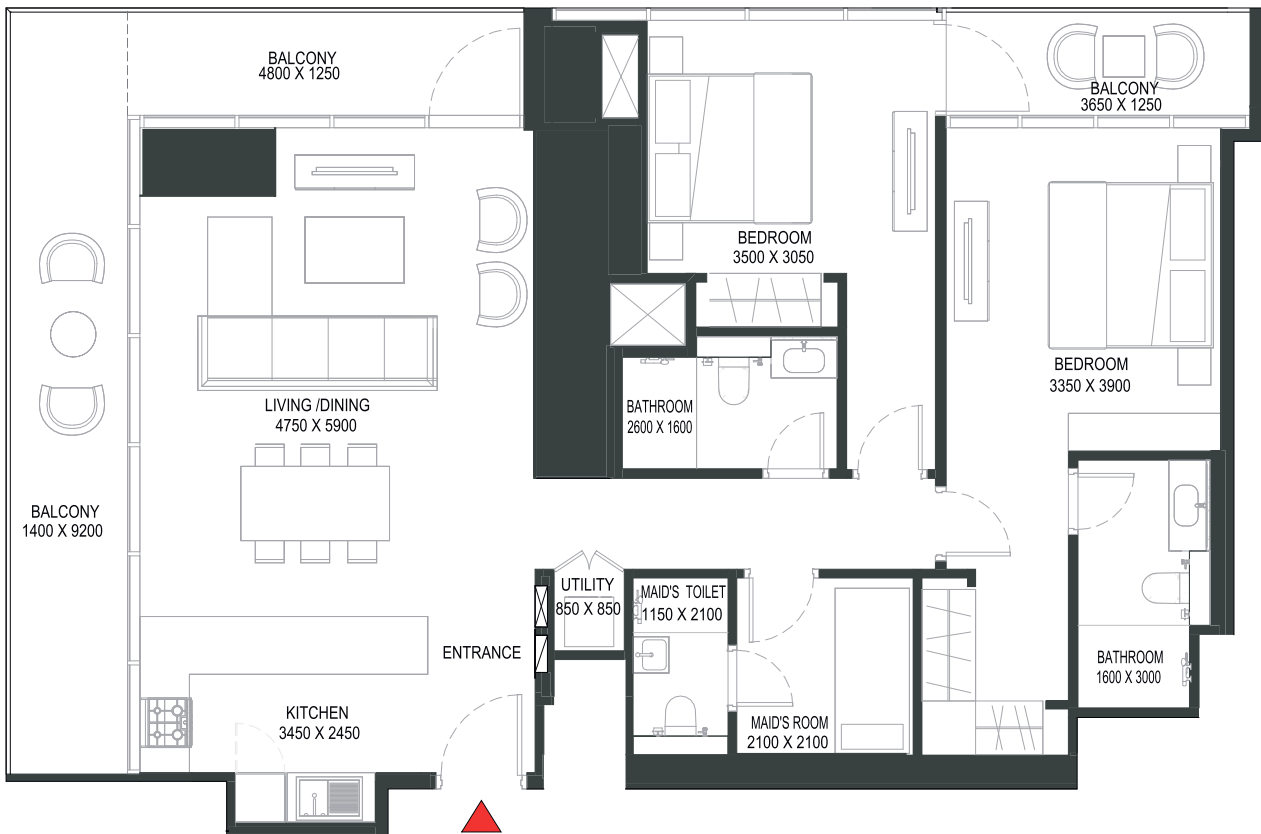 BALCONY
4800 X 1250
BALCONY
3650 X 1250
BEDROOM
3500 X 3050
BEDROOM
3350 X 3900
LIVING /DINING
4750 X 5900
BATHROOM
2600 X 1600
BALCONY
1400 X 9200
UTILITY
850 X 850
MAID'S TOILET
1150 X 2100
ENTRANCE
BATHROOM
1600 X 3000
KITCHEN
3450 X 2450
MAID'S ROOM
2100 X 2100